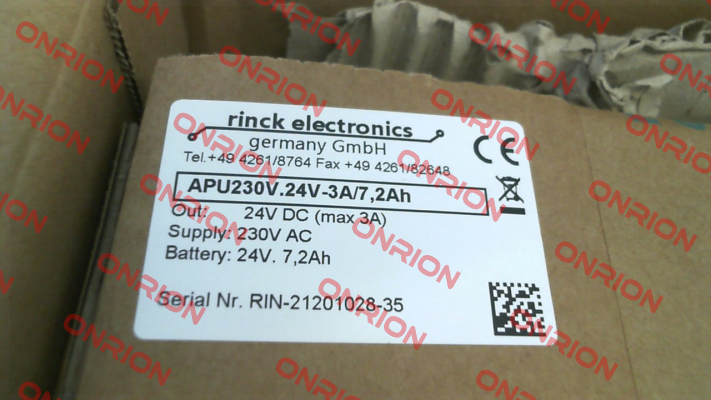 rinck electronics
germany GmbH
Tel.+49 4261/8764 Fax +49 4261/82648
CE
APU230V.24V-3A/7,2Ah
Out: 24V DC (max 3A)
Supply: 230V AC
Battery: 24V. 7,2Ah
Serial Nr. RIN-21201028-35
ONRION